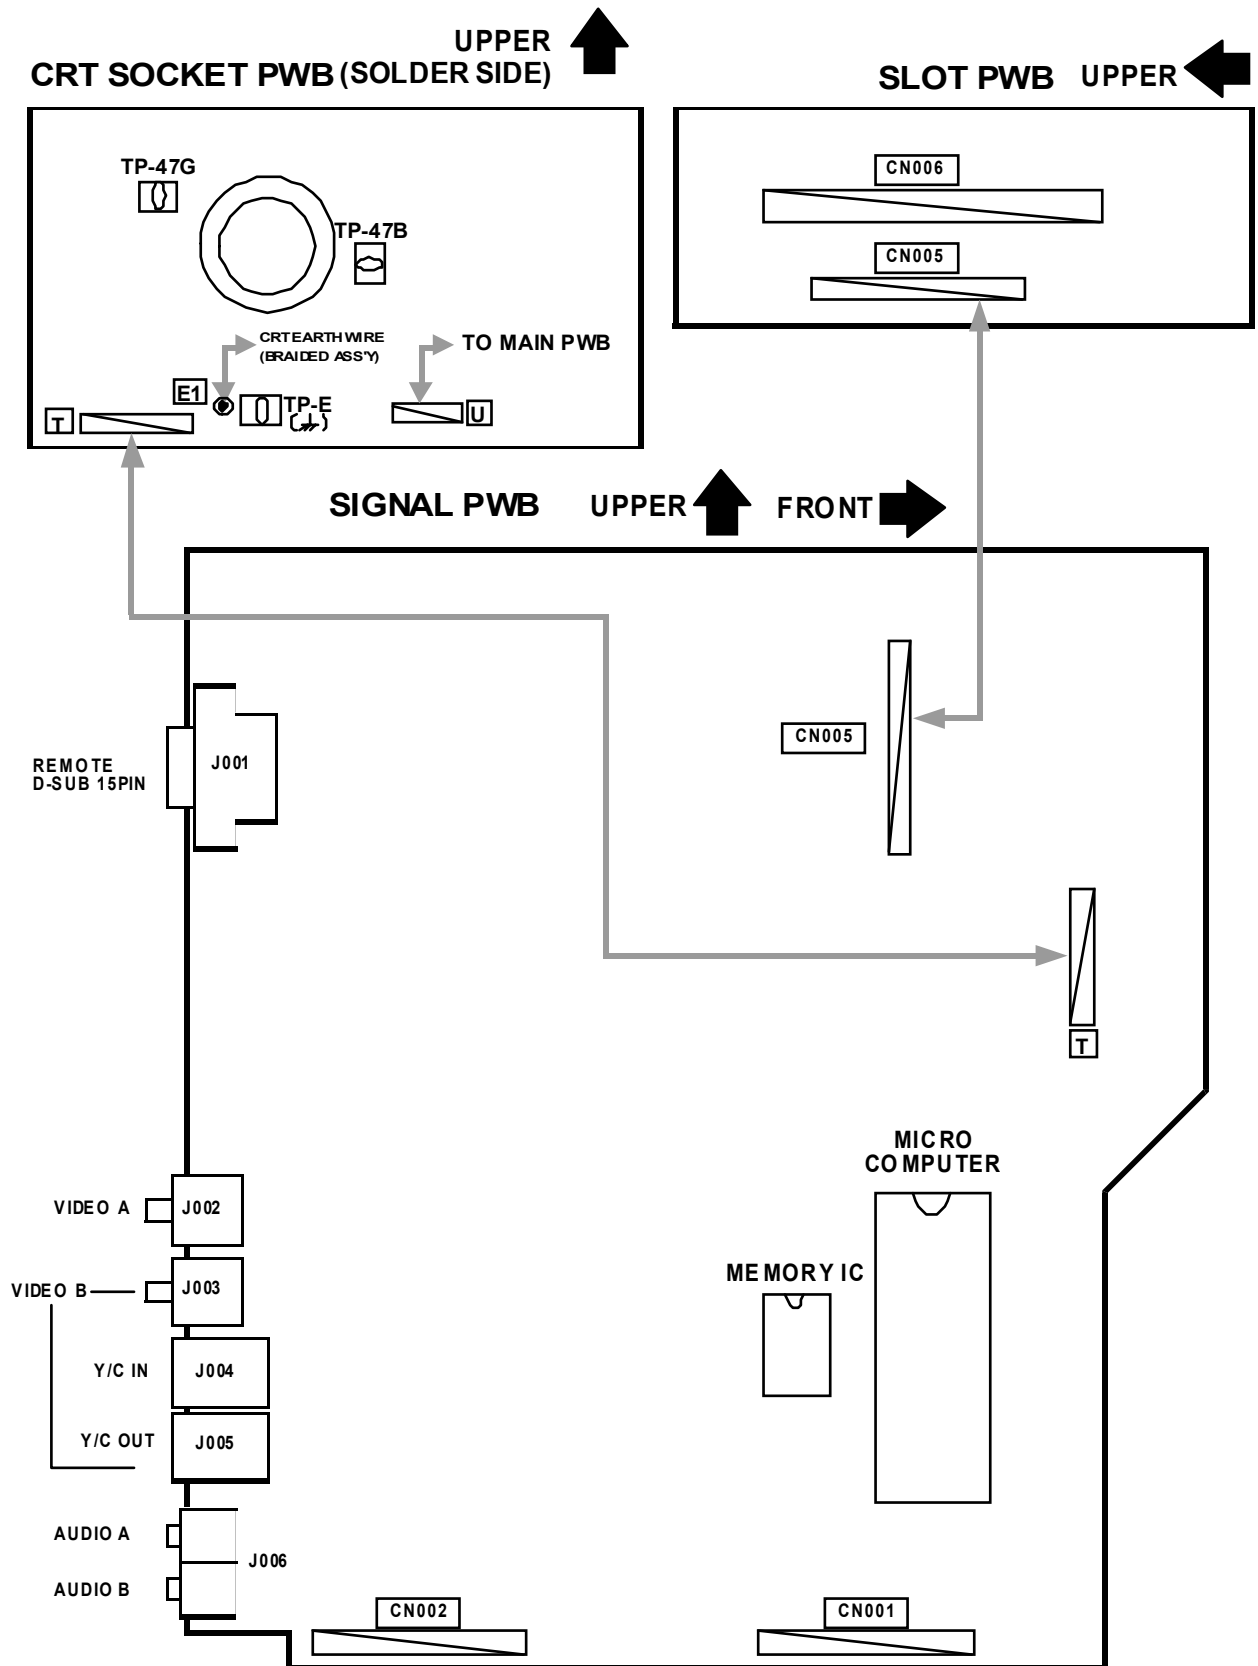 UPPER
CRT SOCKET PWB (SOLDER SIDE)
SLOT PWB UPPER
TP-47G
TP-47B
CRT EARTH WIRE
(BRAIDED ASS'Y)
TO MAIN PWB
E1
TP-E
T
U
CN006
CN005
SIGNAL PWB UPPER FRONT
REMOTE
D-SUB 15PIN
J001
CN005
T
MICRO
COMPUTER
MEMORY IC
VIDEO A
J002
VIDEO B
J003
Y/C IN
J004
Y/C OUT
J005
AUDIO A
J006
AUDIO B
CN002
CN001